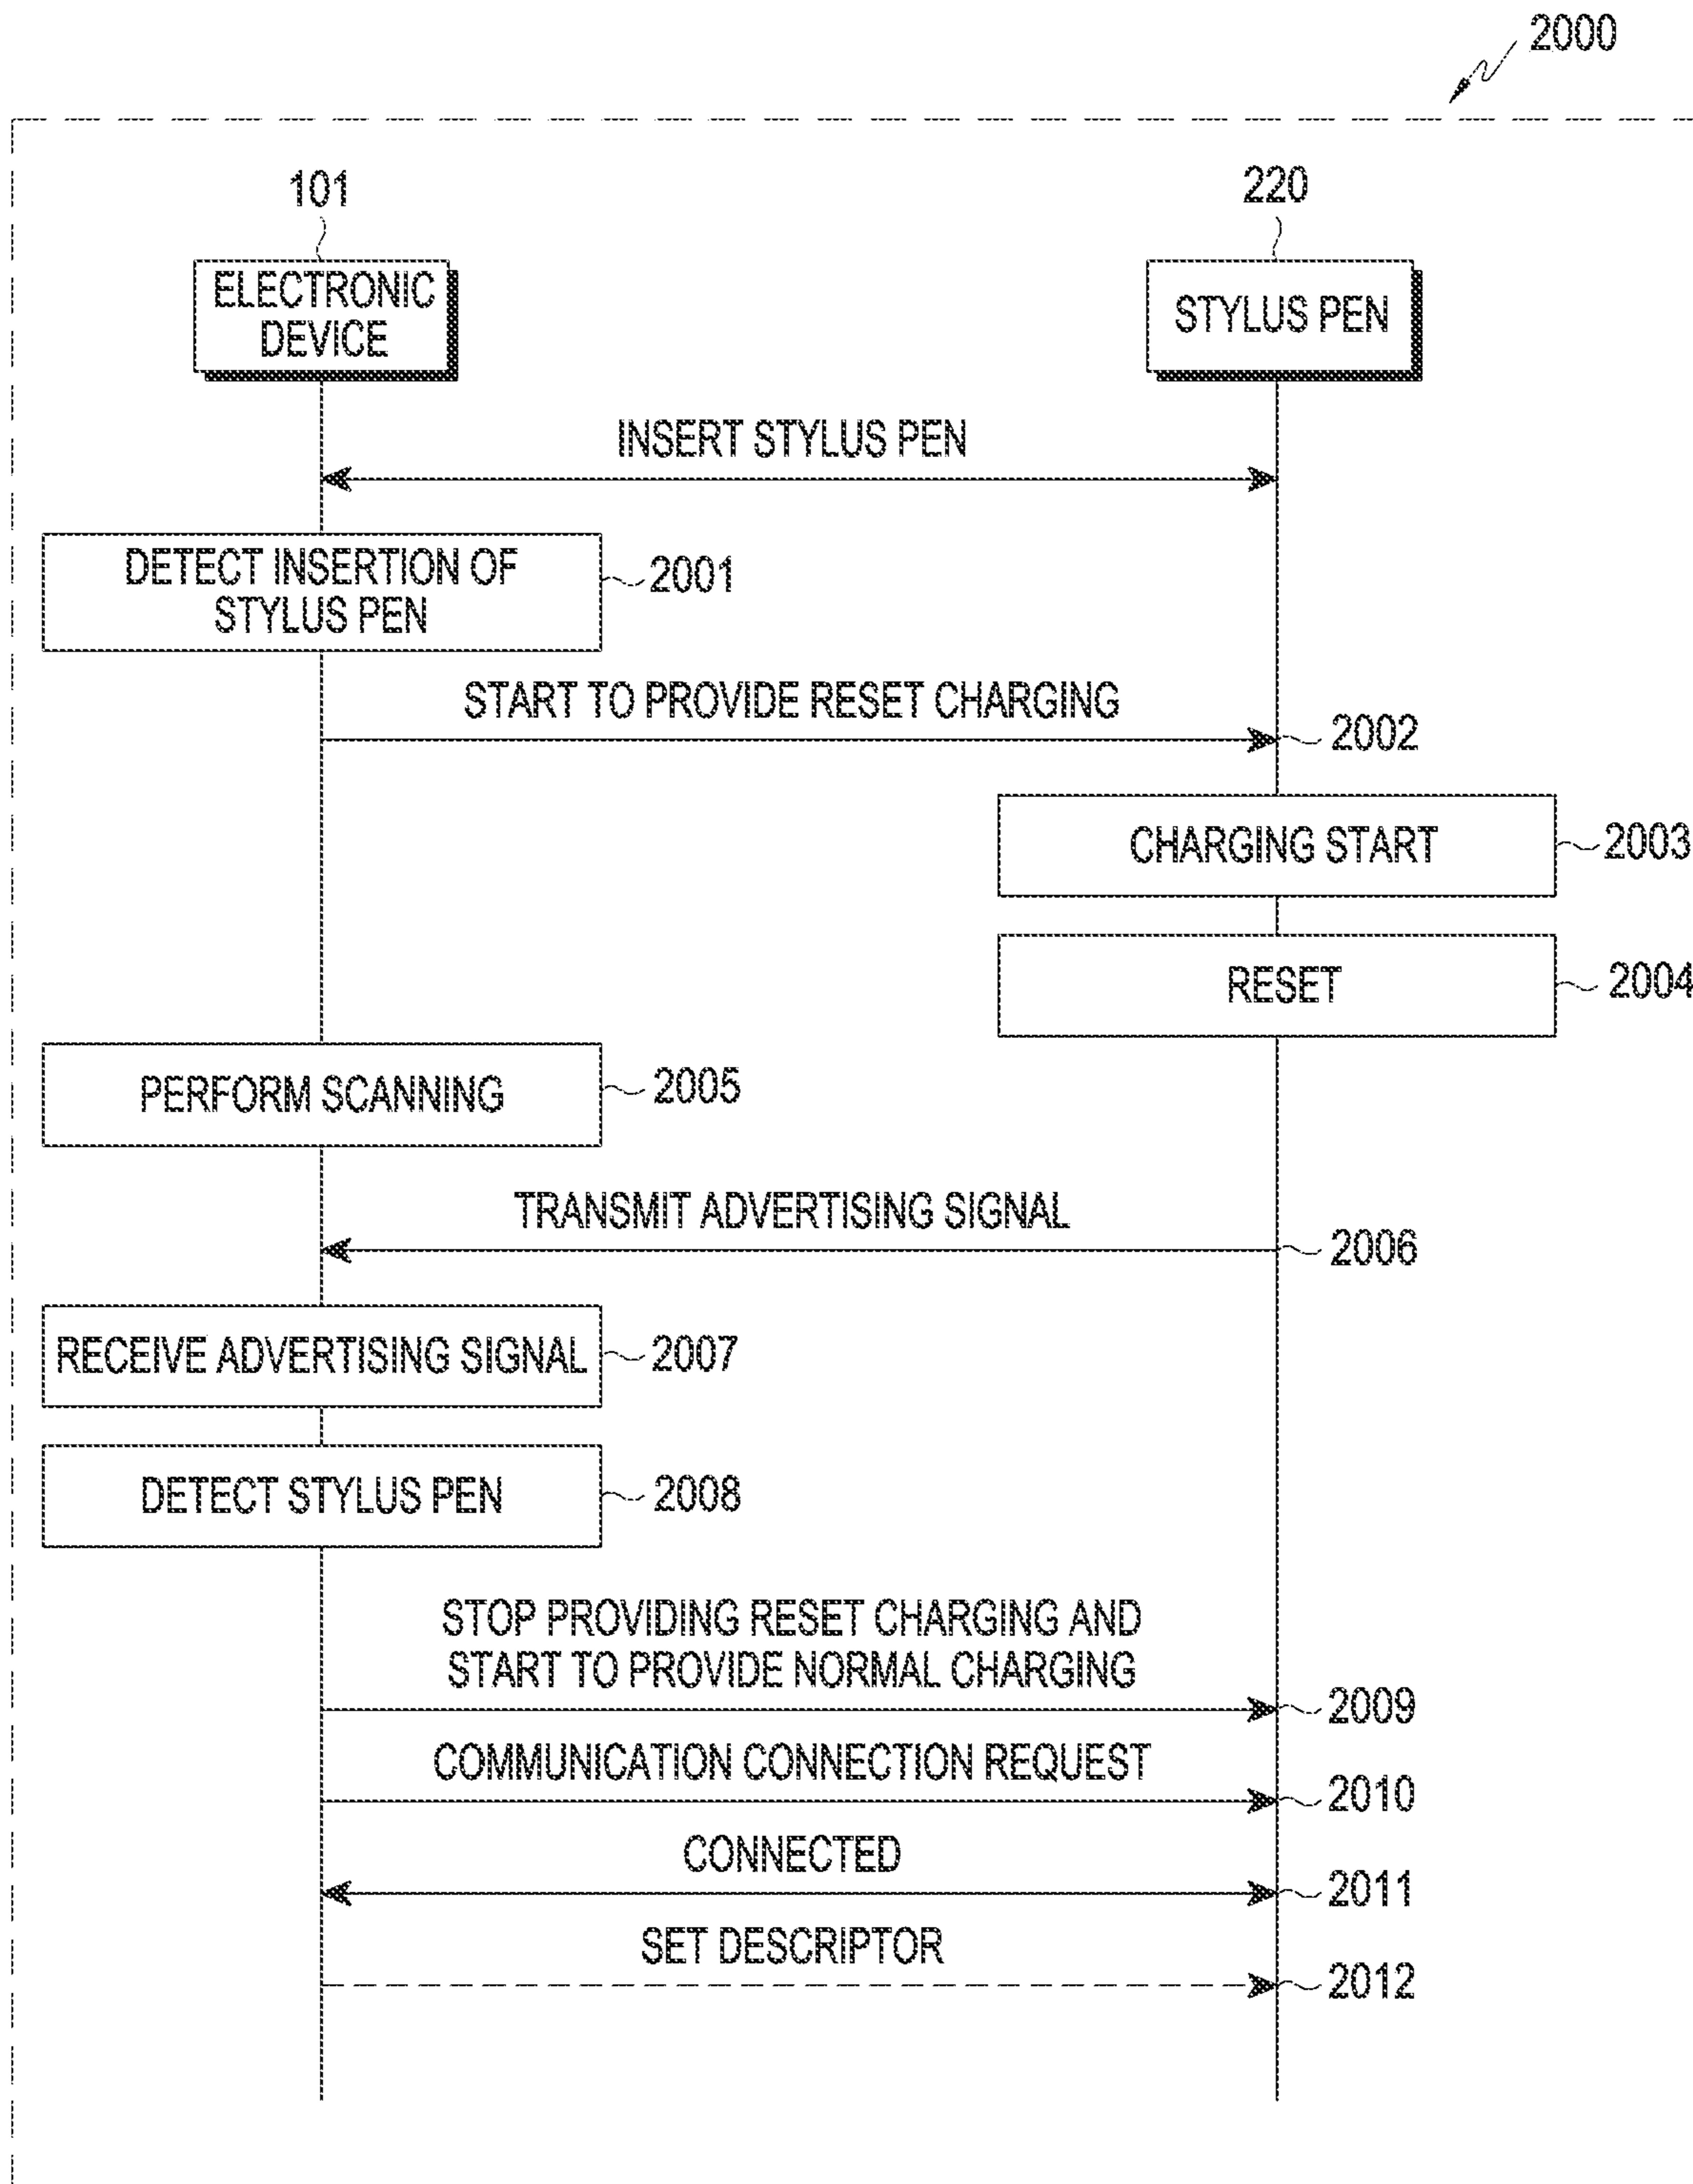 2000
101
220
ELECTRONIC
DEVICE
STYLUS PEN
INSERT STYLUS PEN
DETECT INSERTION OF
STYLUS PEN
2001
START TO PROVIDE RESET CHARGING
2002
CHARGING START
2003
RESET
2004
PERFORM SCANNING
2005
TRANSMIT ADVERTISING SIGNAL
2006
RECEIVE ADVERTISING SIGNAL
2007
DETECT STYLUS PEN
2008
STOP PROVIDING RESET CHARGING AND
START TO PROVIDE NORMAL CHARGING
2009
COMMUNICATION CONNECTION REQUEST
2010
CONNECTED
2011
SET DESCRIPTOR
2012